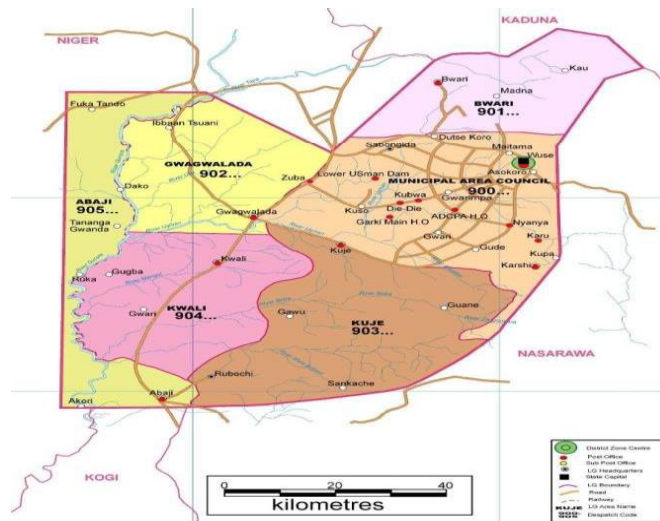 KADUNA
NIGER
Kau
Bwari
Madna
BWARI
901...
Fuka Tando
Ibbaan Tsuani
Dutse Koro
Sabongida
Maitama
Wuse
GWAGWALADA
902...
Zuba
Lower USman Dam
MUNICIPAL AREA COUNCIL
900...
Asokoro
Dako
Kubwa
Gwarimpa
ABAJI
905...
Gwagwalada
Kuso
Die-Die
ADCPA H.O
Garki Main H.O
Nyanya
Tananga
Gwanda
Gwan
Karu
Kuje
Gude
Kupa
Kwali
Karshi
Ruka
Gugba
KWALI
904...
Gwari
Gawu
Guane
KUJE
903...
NASARAWA
Rubochi
Sankache
Abaji
Akori
KOGI
0 20 40
kilometres
District Zone Centre
Post Office
Sub Post Office
LG Headquarters
State Capital
LG Boundary
Road
Railway
KUJE LG Area Name
Despatch Code